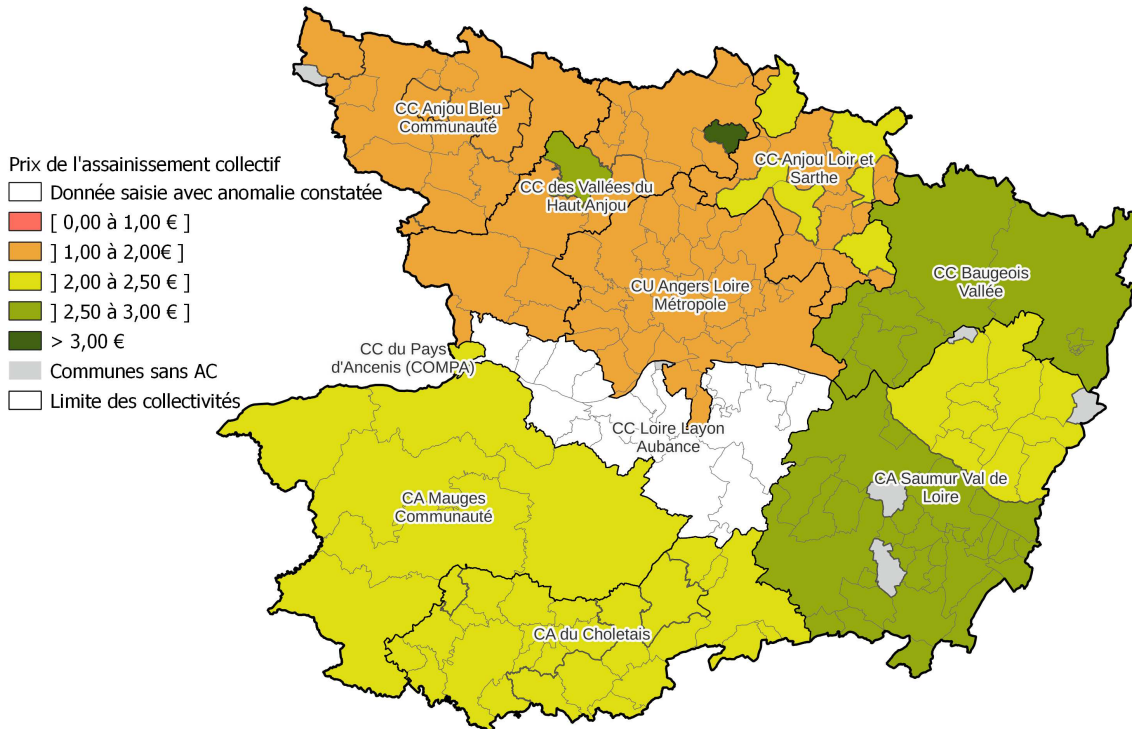 Prix de l'assainissement collectif
Donnée saisie avec anomalie constatée
[ 0,00 à 1,00 € ]
] 1,00 à 2,00€ ]
] 2,00 à 2,50 € ]
] 2,50 à 3,00 € ]
> 3,00 €
Communes sans AC
Limite des collectivités
CC Anjou Bleu
Communauté
CC des Vallées du
Haut Anjou
CC Anjou Loir et
Sarthe
CC Baugeois
Vallée
CU Angers Loire
Métropole
CC du Pays
d'Ancenis (COMPA)
CC Loire Layon
Aubance
CA Saumur Val de
Loire
CA Mauges
Communauté
CA du Choletais